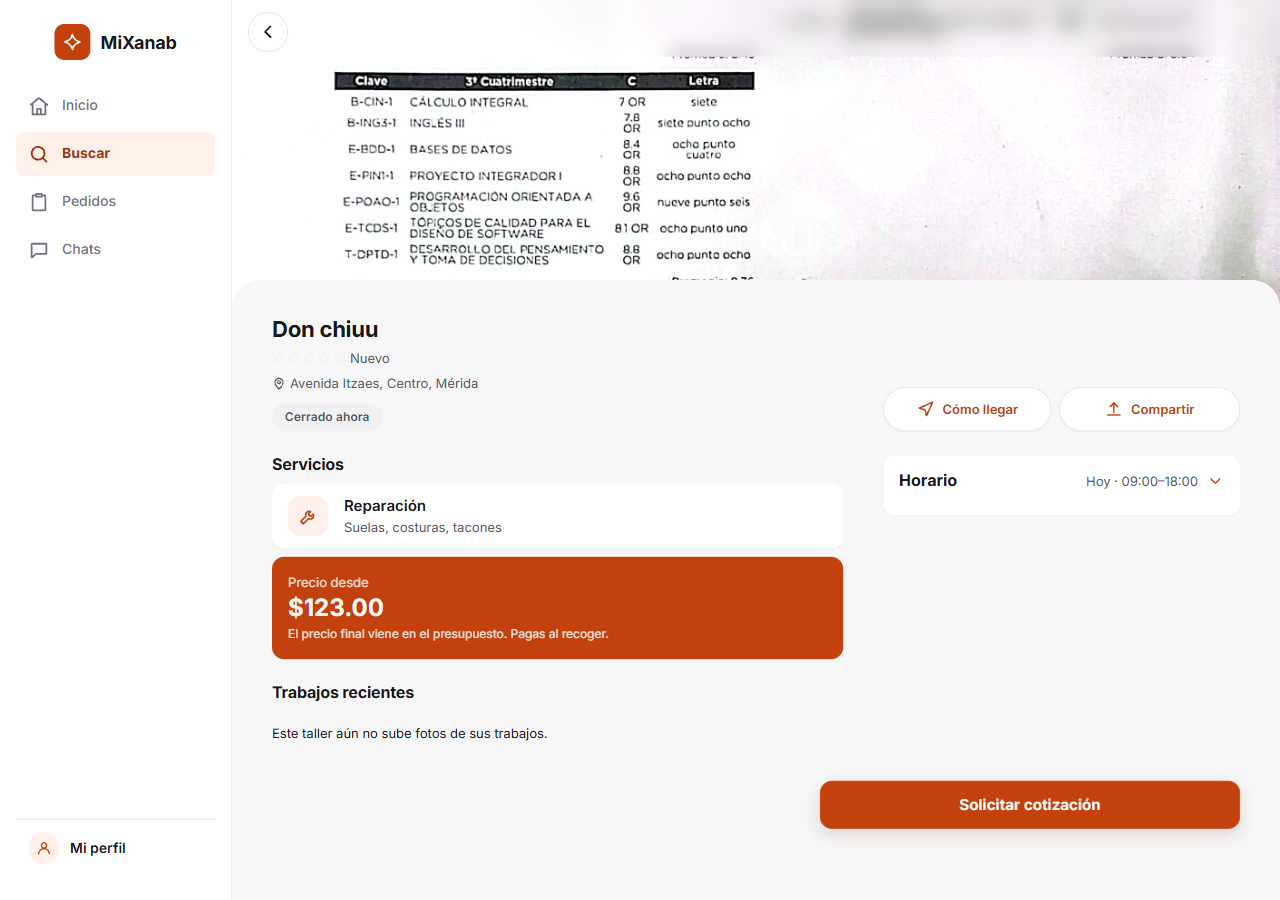 MiXanab
Inicio
Buscar
Pedidos
Chats
Mi perfil
Clave 3º Cuatrimestre C Letra
B-CIN-1 CÁLCULO INTEGRAL 7 OR siete
B-ING3-1 INGLÉS III 7.8 OR siete punto ocho
E-BDD-1 BASES DE DATOS 8.4 OR ocho punto cuatro
E-PIN1-1 PROYECTO INTEGRADOR I 8.8 OR ocho punto ocho
E-POAO-1 PROGRAMACIÓN ORIENTADA A OBJETOS 9.6 OR nueve punto seis
E-TCDS-1 TÓPICOS DE CALIDAD PARA EL DISEÑO DE SOFTWARE 8.1 OR ocho punto uno
T-DPTD-1 DESARROLLO DEL PENSAMIENTO Y TOMA DE DECISIONES 8.8 OR ocho punto ocho
Don chiuu
Nuevo
Avenida Itzaes, Centro, Mérida
Cerrado ahora
Cómo llegar
Compartir
Servicios
Reparación
Suelas, costuras, tacones
Horario
Hoy · 09:00–18:00
Precio desde
$123.00
El precio final viene en el presupuesto. Pagas al recoger.
Trabajos recientes
Este taller aún no sube fotos de sus trabajos.
Solicitar cotización